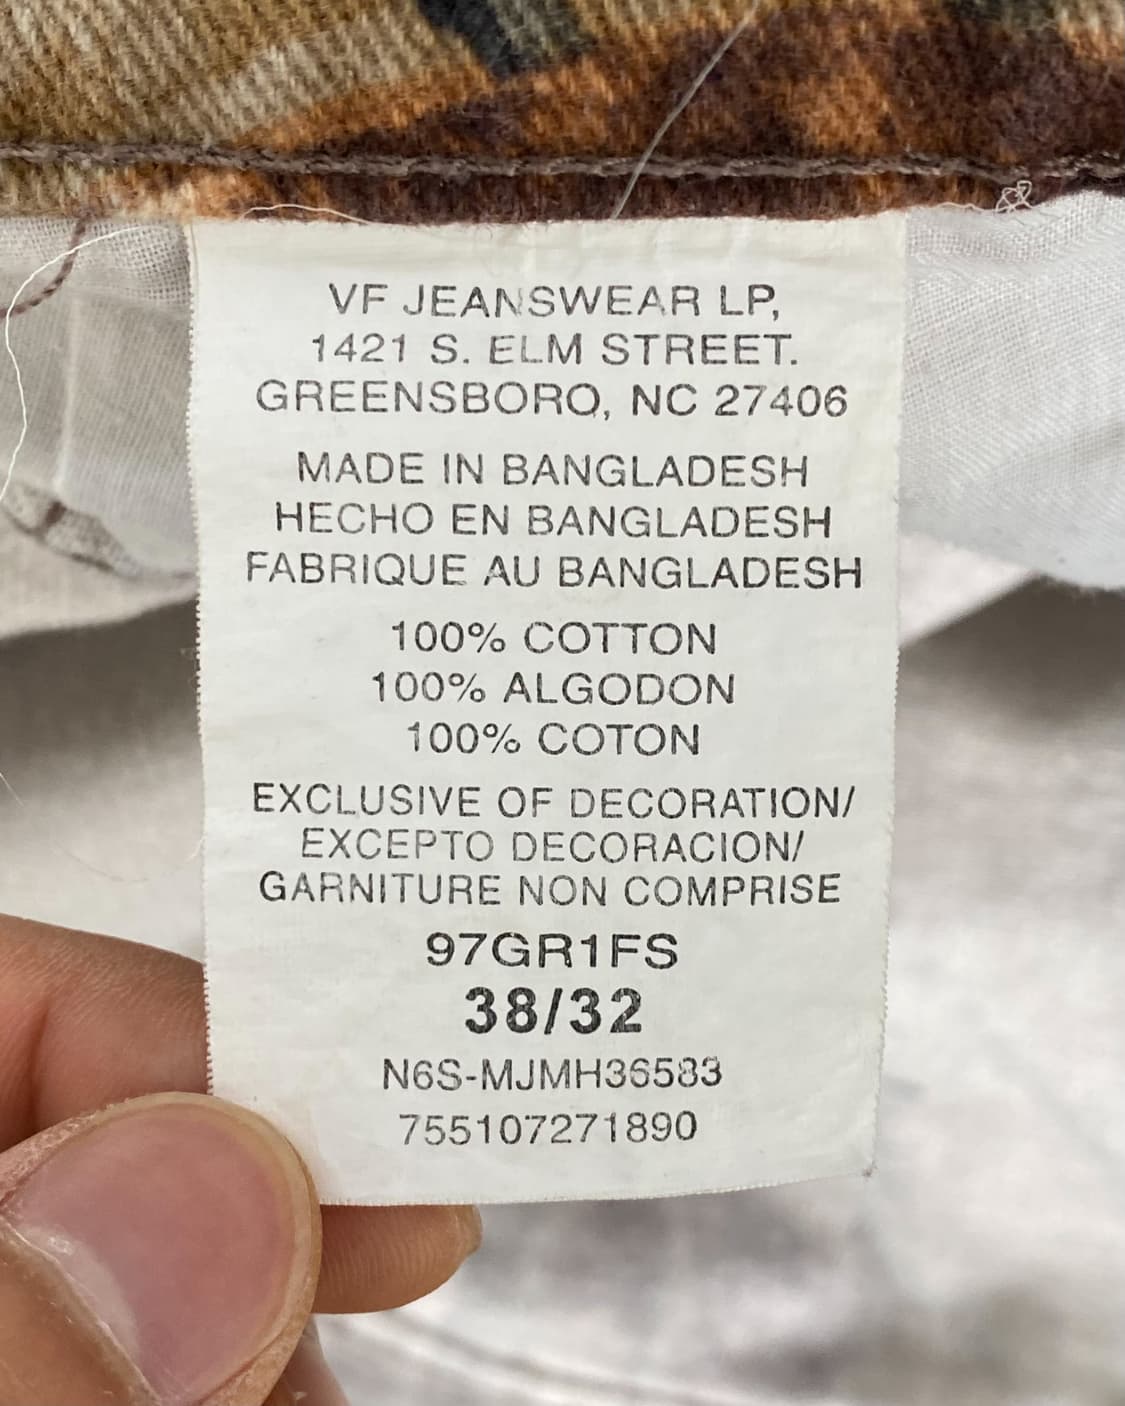 VF JEANSWEAR LP,
1421 S. ELM STREET.
GREENSBORO, NC 27406
MADE IN BANGLADESH
HECHO EN BANGLADESH
FABRIQUE AU BANGLADESH
100% COTTON
100% ALGODON
100% COTON
EXCLUSIVE OF DECORATION/
EXCEPTO DECORACION/
GARNITURE NON COMPRISE
97GR1FS
38/32
N6S-MJMH36583
755107271890